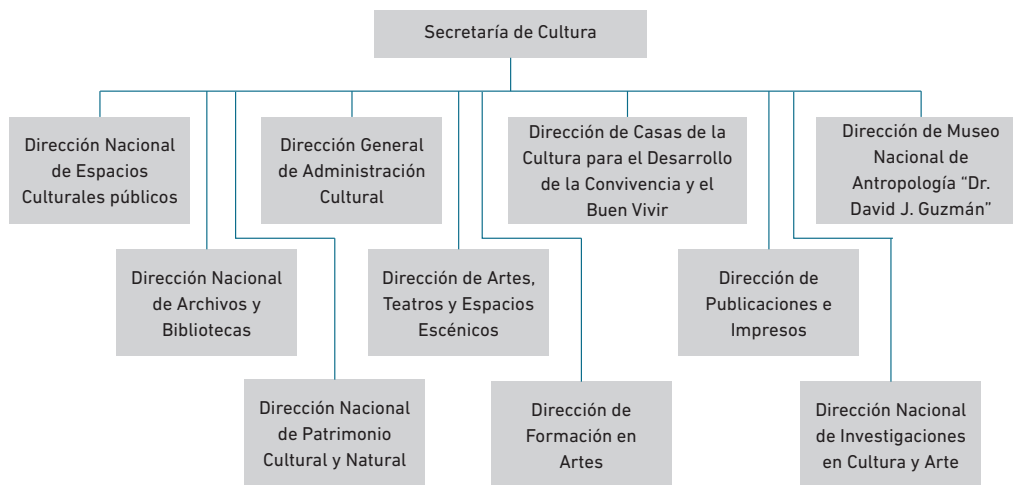 Secretaría de Cultura
Dirección Nacional
de Espacios
Culturales públicos
Dirección General
de Administración
Cultural
Dirección de Casas de la
Cultura para el Desarrollo
de la Convivencia y el
Buen Vivir
Dirección de Museo
Nacional de
Antropología “Dr.
David J. Guzmán”
Dirección Nacional
de Archivos y
Bibliotecas
Dirección de Artes,
Teatros y Espacios
Escénicos
Dirección de
Publicaciones e
Impresos
Dirección Nacional
de Patrimonio
Cultural y Natural
Dirección de
Formación en
Artes
Dirección Nacional
de Investigaciones
en Cultura y Arte